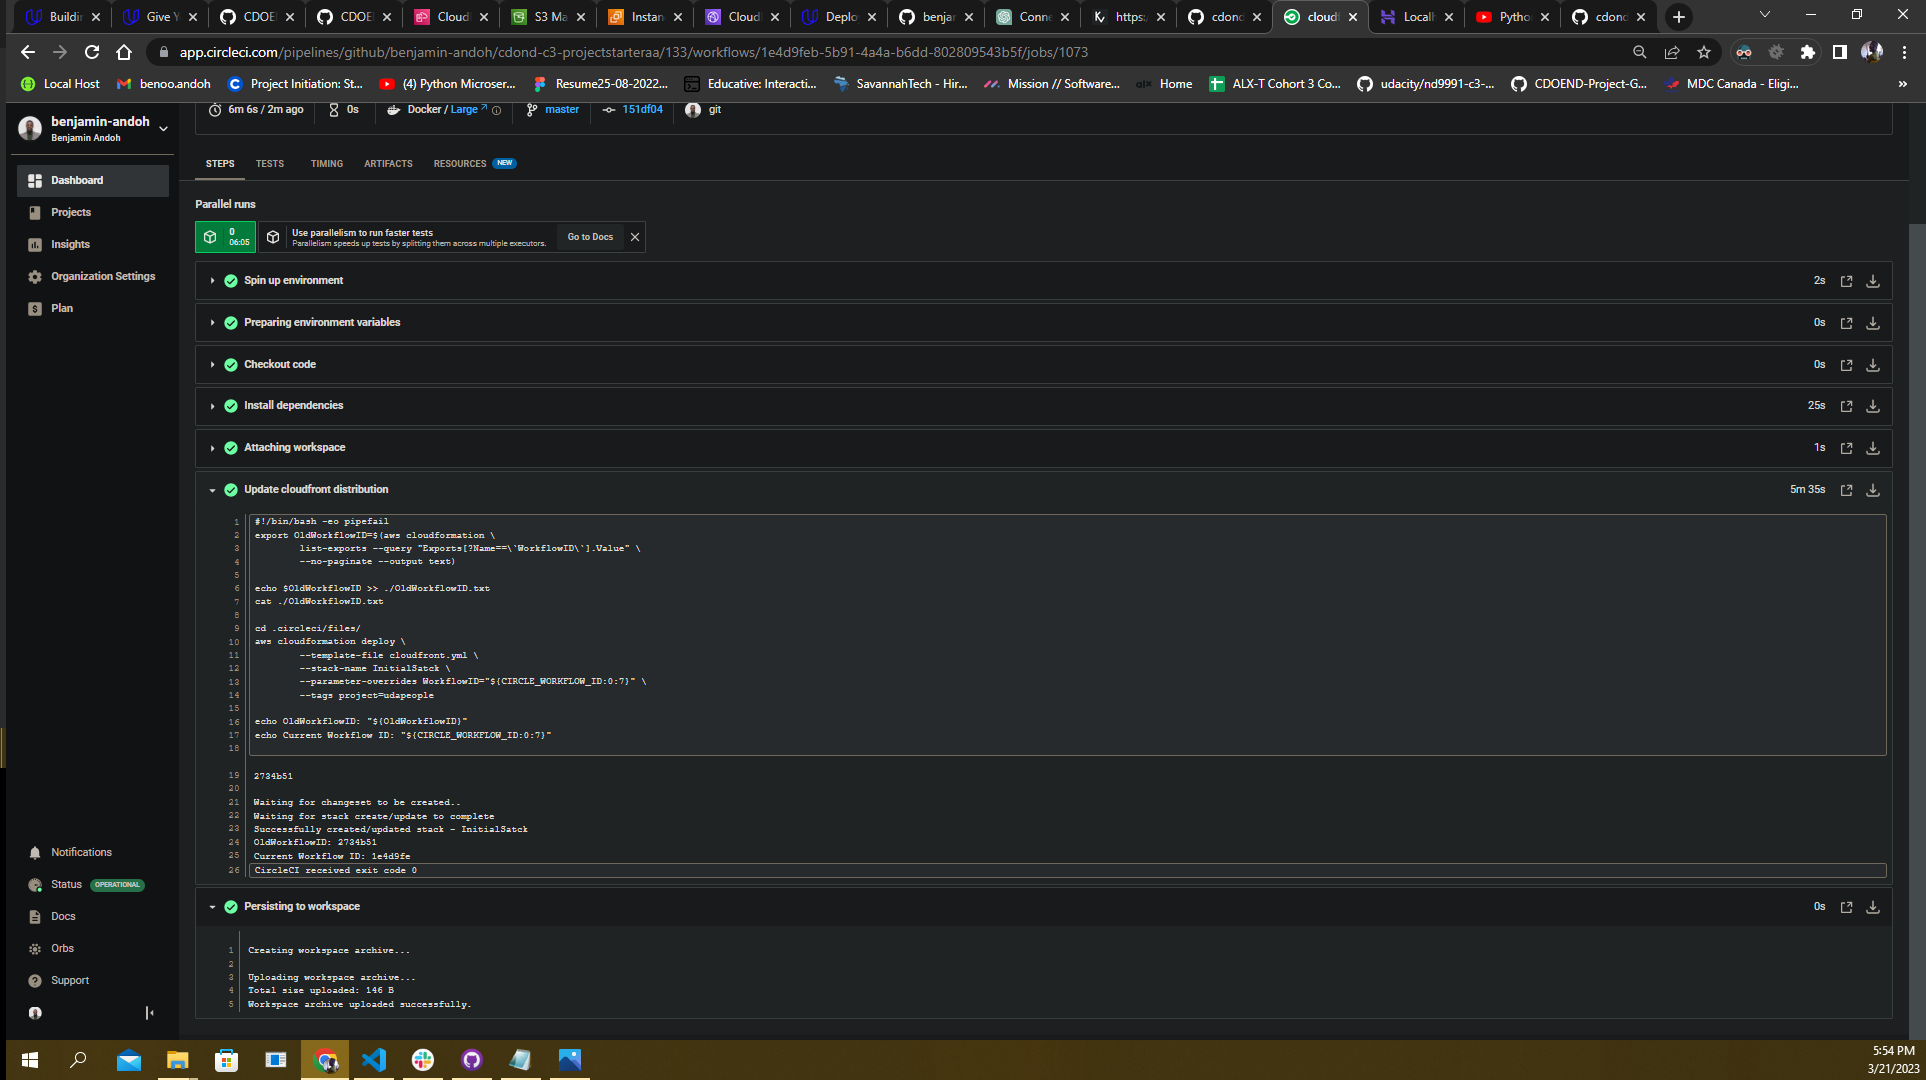 Buildin
Give Y
CDOE
CDOE
Cloudl
S3 Ma
Instan
Cloudl
Deplo
benjar
Conne
https:
cdond
cloudf
Localh
Pytho
cdond
app.circleci.com/pipelines/github/benjamin-andoh/cdond-c3-projectstarteraa/133/workflows/1e4d9feb-5b91-4a4a-b6dd-802809543b5f/jobs/1073
Local Host
benoo.andoh
Project Initiation: St...
(4) Python Microser...
Resume25-08-2022...
Educative: Interacti...
SavannahTech - Hir...
Mission // Software...
Home
ALX-T Cohort 3 Co...
udacity/nd9991-c3-...
CDOEND-Project-G...
MDC Canada - Eligi...
»
benjamin-andoh
Benjamin Andoh
Dashboard
Projects
Insights
Organization Settings
Plan
Notifications
Status OPERATIONAL
Docs
Orbs
Support
6m 6s / 2m ago
0s
Docker / Large
master
151df04
git
STEPS
TESTS
TIMING
ARTIFACTS
RESOURCES NEW
Parallel runs
0
06:05
Use parallelism to run faster tests
Parallelism speeds up tests by splitting them across multiple executors.
Go to Docs
Spin up environment 2s
Preparing environment variables 0s
Checkout code 0s
Install dependencies 25s
Attaching workspace 1s
Update cloudfront distribution 5m 35s
1 #!/bin/bash -eo pipefail
2 export OldWorkflowID=$(aws cloudformation \
3 list-exports --query "Exports[?Name==\`WorkflowID\`].Value" \
4 --no-paginate --output text)
5
6 echo $OldWorkflowID >> ./OldWorkflowID.txt
7 cat ./OldWorkflowID.txt
8
9 cd .circleci/files/
10 aws cloudformation deploy \
11 --template-file cloudfront.yml \
12 --stack-name InitialSatck \
13 --parameter-overrides WorkflowID="${CIRCLE_WORKFLOW_ID:0:7}" \
14 --tags project=udapeople
15
16 echo OldWorkflowID: "${OldWorkflowID}"
17 echo Current Workflow ID: "${CIRCLE_WORKFLOW_ID:0:7}"
18
19 2734b51
20
21 Waiting for changeset to be created..
22 Waiting for stack create/update to complete
23 Successfully created/updated stack - InitialSatck
24 OldWorkflowID: 2734b51
25 Current Workflow ID: 1e4d9fe
26 CircleCI received exit code 0
Persisting to workspace 0s
1 Creating workspace archive...
2
3 Uploading workspace archive...
4 Total size uploaded: 146 B
5 Workspace archive uploaded successfully.
5:54 PM
3/21/2023